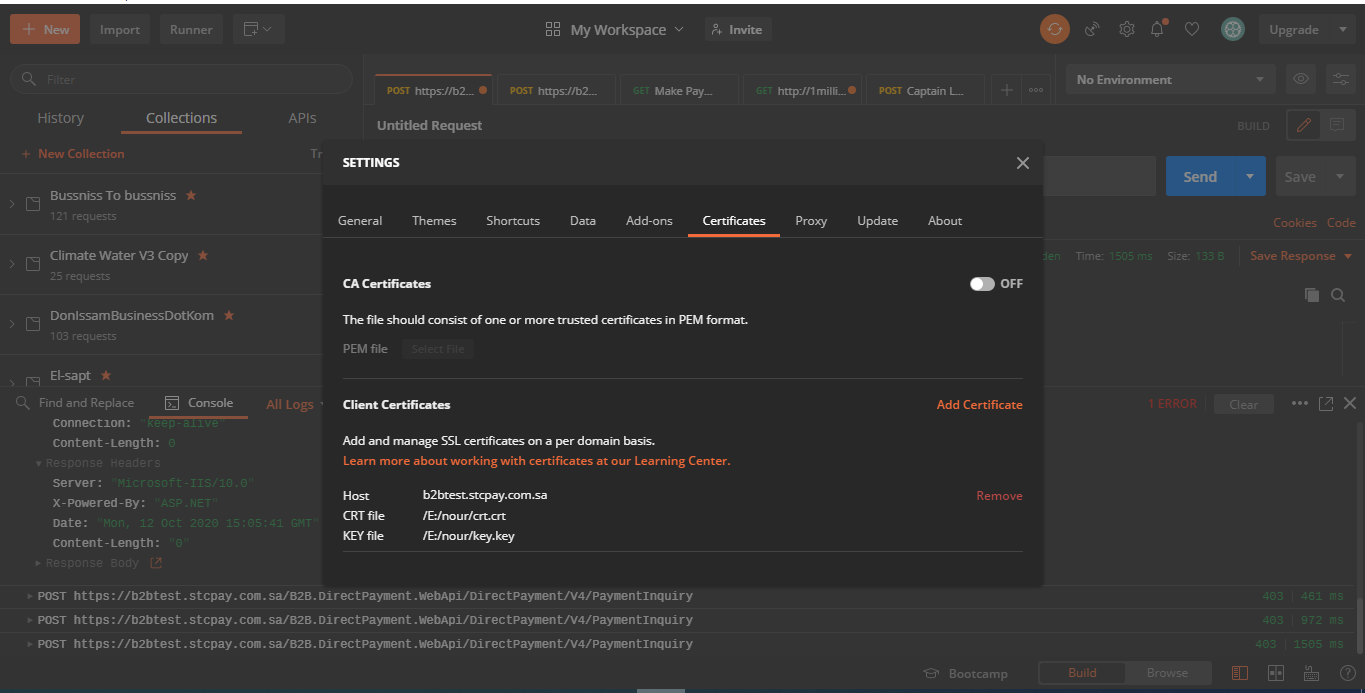 New Import Runner My Workspace Invite Upgrade
Filter
POST https://b2... POST https://b2... GET Make Pay... GET http://1milli... POST Captain L... No Environment
History Collections APIs
Untitled Request BUILD
+ New Collection Tr
SETTINGS
Bussniss To bussniss
121 requests
Send Save
General Themes Shortcuts Data Add-ons Certificates Proxy Update About
Cookies Code
Climate Water V3 Copy
25 requests
den Time: 1505 ms Size: 133 B Save Response
CA Certificates OFF
The file should consist of one or more trusted certificates in PEM format.
PEM file Select File
DonIssamBusinessDotKom
103 requests
El-sapt
Find and Replace Console All Logs
Client Certificates Add Certificate
1 ERROR Clear
Connection: "keep-alive"
Content-Length: 0
Response Headers
Server: "Microsoft-IIS/10.0"
X-Powered-By: "ASP.NET"
Date: "Mon, 12 Oct 2020 15:05:41 GMT"
Content-Length: "0"
Response Body
Add and manage SSL certificates on a per domain basis.
Learn more about working with certificates at our Learning Center.
Host b2btest.stcpay.com.sa Remove
CRT file /E:/nour/crt.crt
KEY file /E:/nour/key.key
POST https://b2btest.stcpay.com.sa/B2B.DirectPayment.WebApi/DirectPayment/V4/PaymentInquiry 403 | 461 ms
POST https://b2btest.stcpay.com.sa/B2B.DirectPayment.WebApi/DirectPayment/V4/PaymentInquiry 403 | 972 ms
POST https://b2btest.stcpay.com.sa/B2B.DirectPayment.WebApi/DirectPayment/V4/PaymentInquiry 403 | 1505 ms
Bootcamp Build Browse